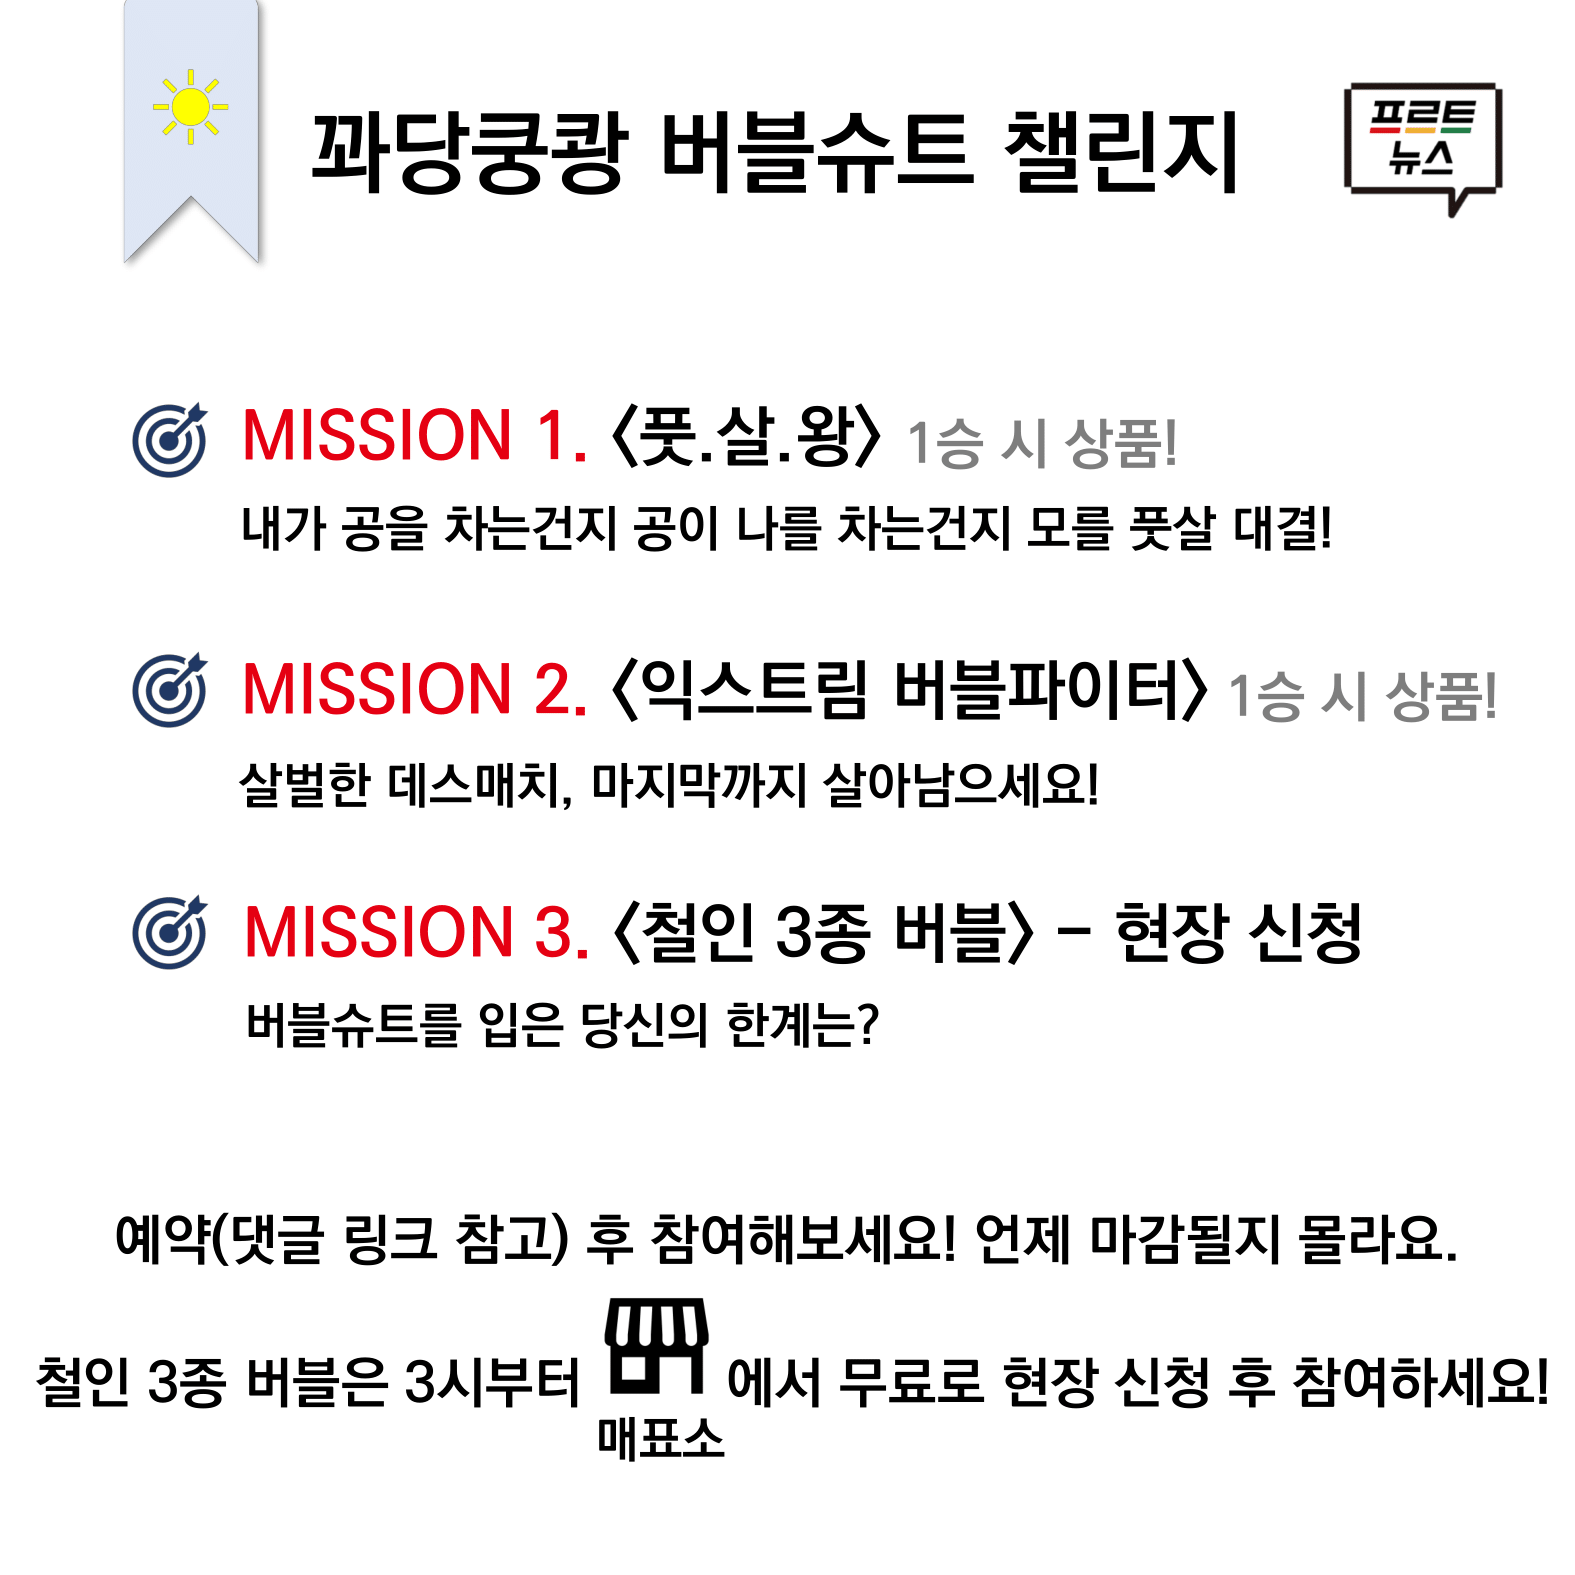 꽈당쿵쾅 버블슈트 챌린지
프로트
뉴스
MISSION 1. <풋.살.왕> 1승 시 상품!
내가 공을 차는건지 공이 나를 차는건지 모를 풋살 대결!
MISSION 2. <익스트림 버블파이터> 1승 시 상품!
살벌한 데스매치, 마지막까지 살아남으세요!
MISSION 3. <철인 3종 버블> - 현장 신청
버블슈트를 입은 당신의 한계는?
예약(댓글 링크 참고) 후 참여해보세요! 언제 마감될지 몰라요.
철인 3종 버블은 3시부터 에서 무료로 현장 신청 후 참여하세요!
매표소